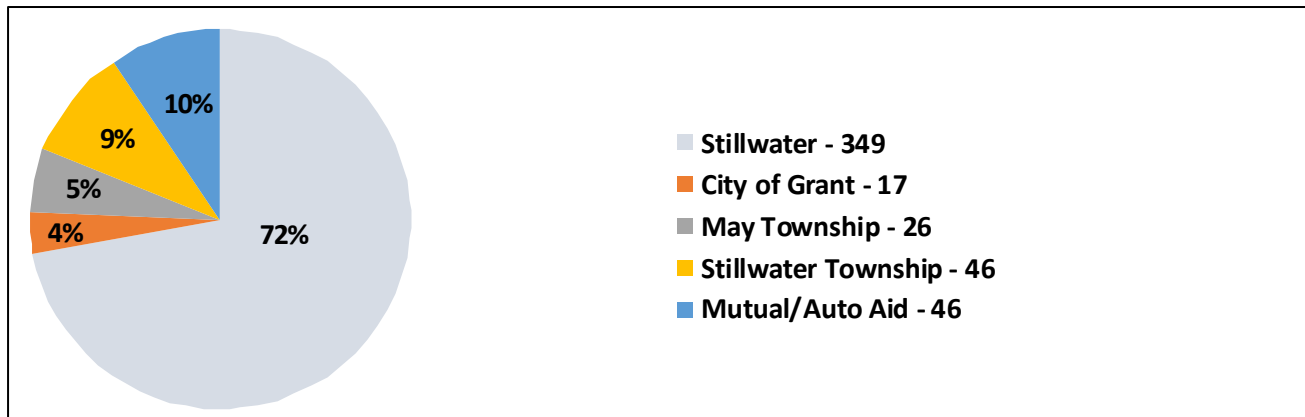 10%
9%
5%
4%
72%
Stillwater - 349
City of Grant - 17
May Township - 26
Stillwater Township - 46
Mutual/Auto Aid - 46